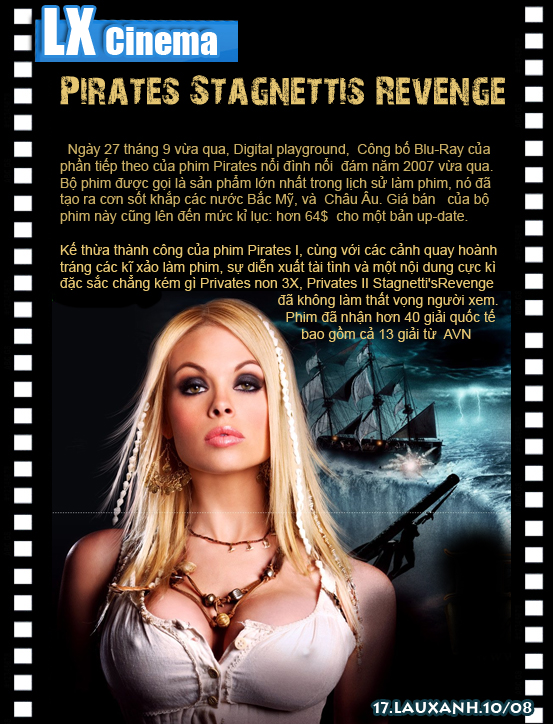 LX Cinema
Pirates Stagnettis Revenge
Ngày 27 tháng 9 vừa qua, Digital playground, Công bố Blu-Ray của
phần tiếp theo của phim Pirates nổi đình nổi đám năm 2007 vừa qua.
Bộ phim được gọi là sản phẩm lớn nhất trong lịch sử làm phim, nó đã
tạo ra cơn sốt khắp các nước Bắc Mỹ, và Châu Âu. Giá bán của bộ
phim này cũng lên đến mức kỉ lục: hơn 64$ cho một bản up-date.
Kế thừa thành công của phim Pirates I, cùng với các cảnh quay hoành
tráng các kĩ xảo làm phim, sự diễn xuất tài tình và một nội dung cực kì
đặc sắc chẳng kém gì Privates non 3X, Privates II Stagnetti'sRevenge
đã không làm thất vọng người xem.
Phim đã nhận hơn 40 giải quốc tế
bao gồm cả 13 giải từ AVN
17.LAUXANH.10/08